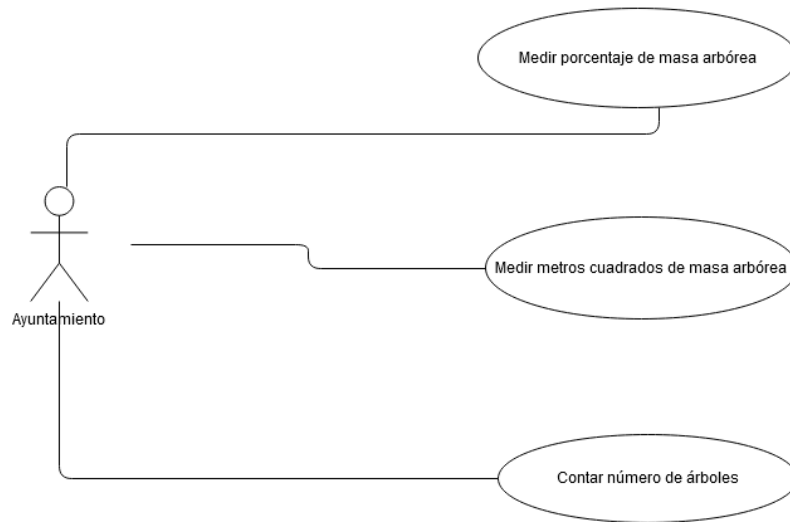 Medir porcentaje de masa arbórea
Medir metros cuadrados de masa arbórea
Ayuntamiento
Contar número de árboles